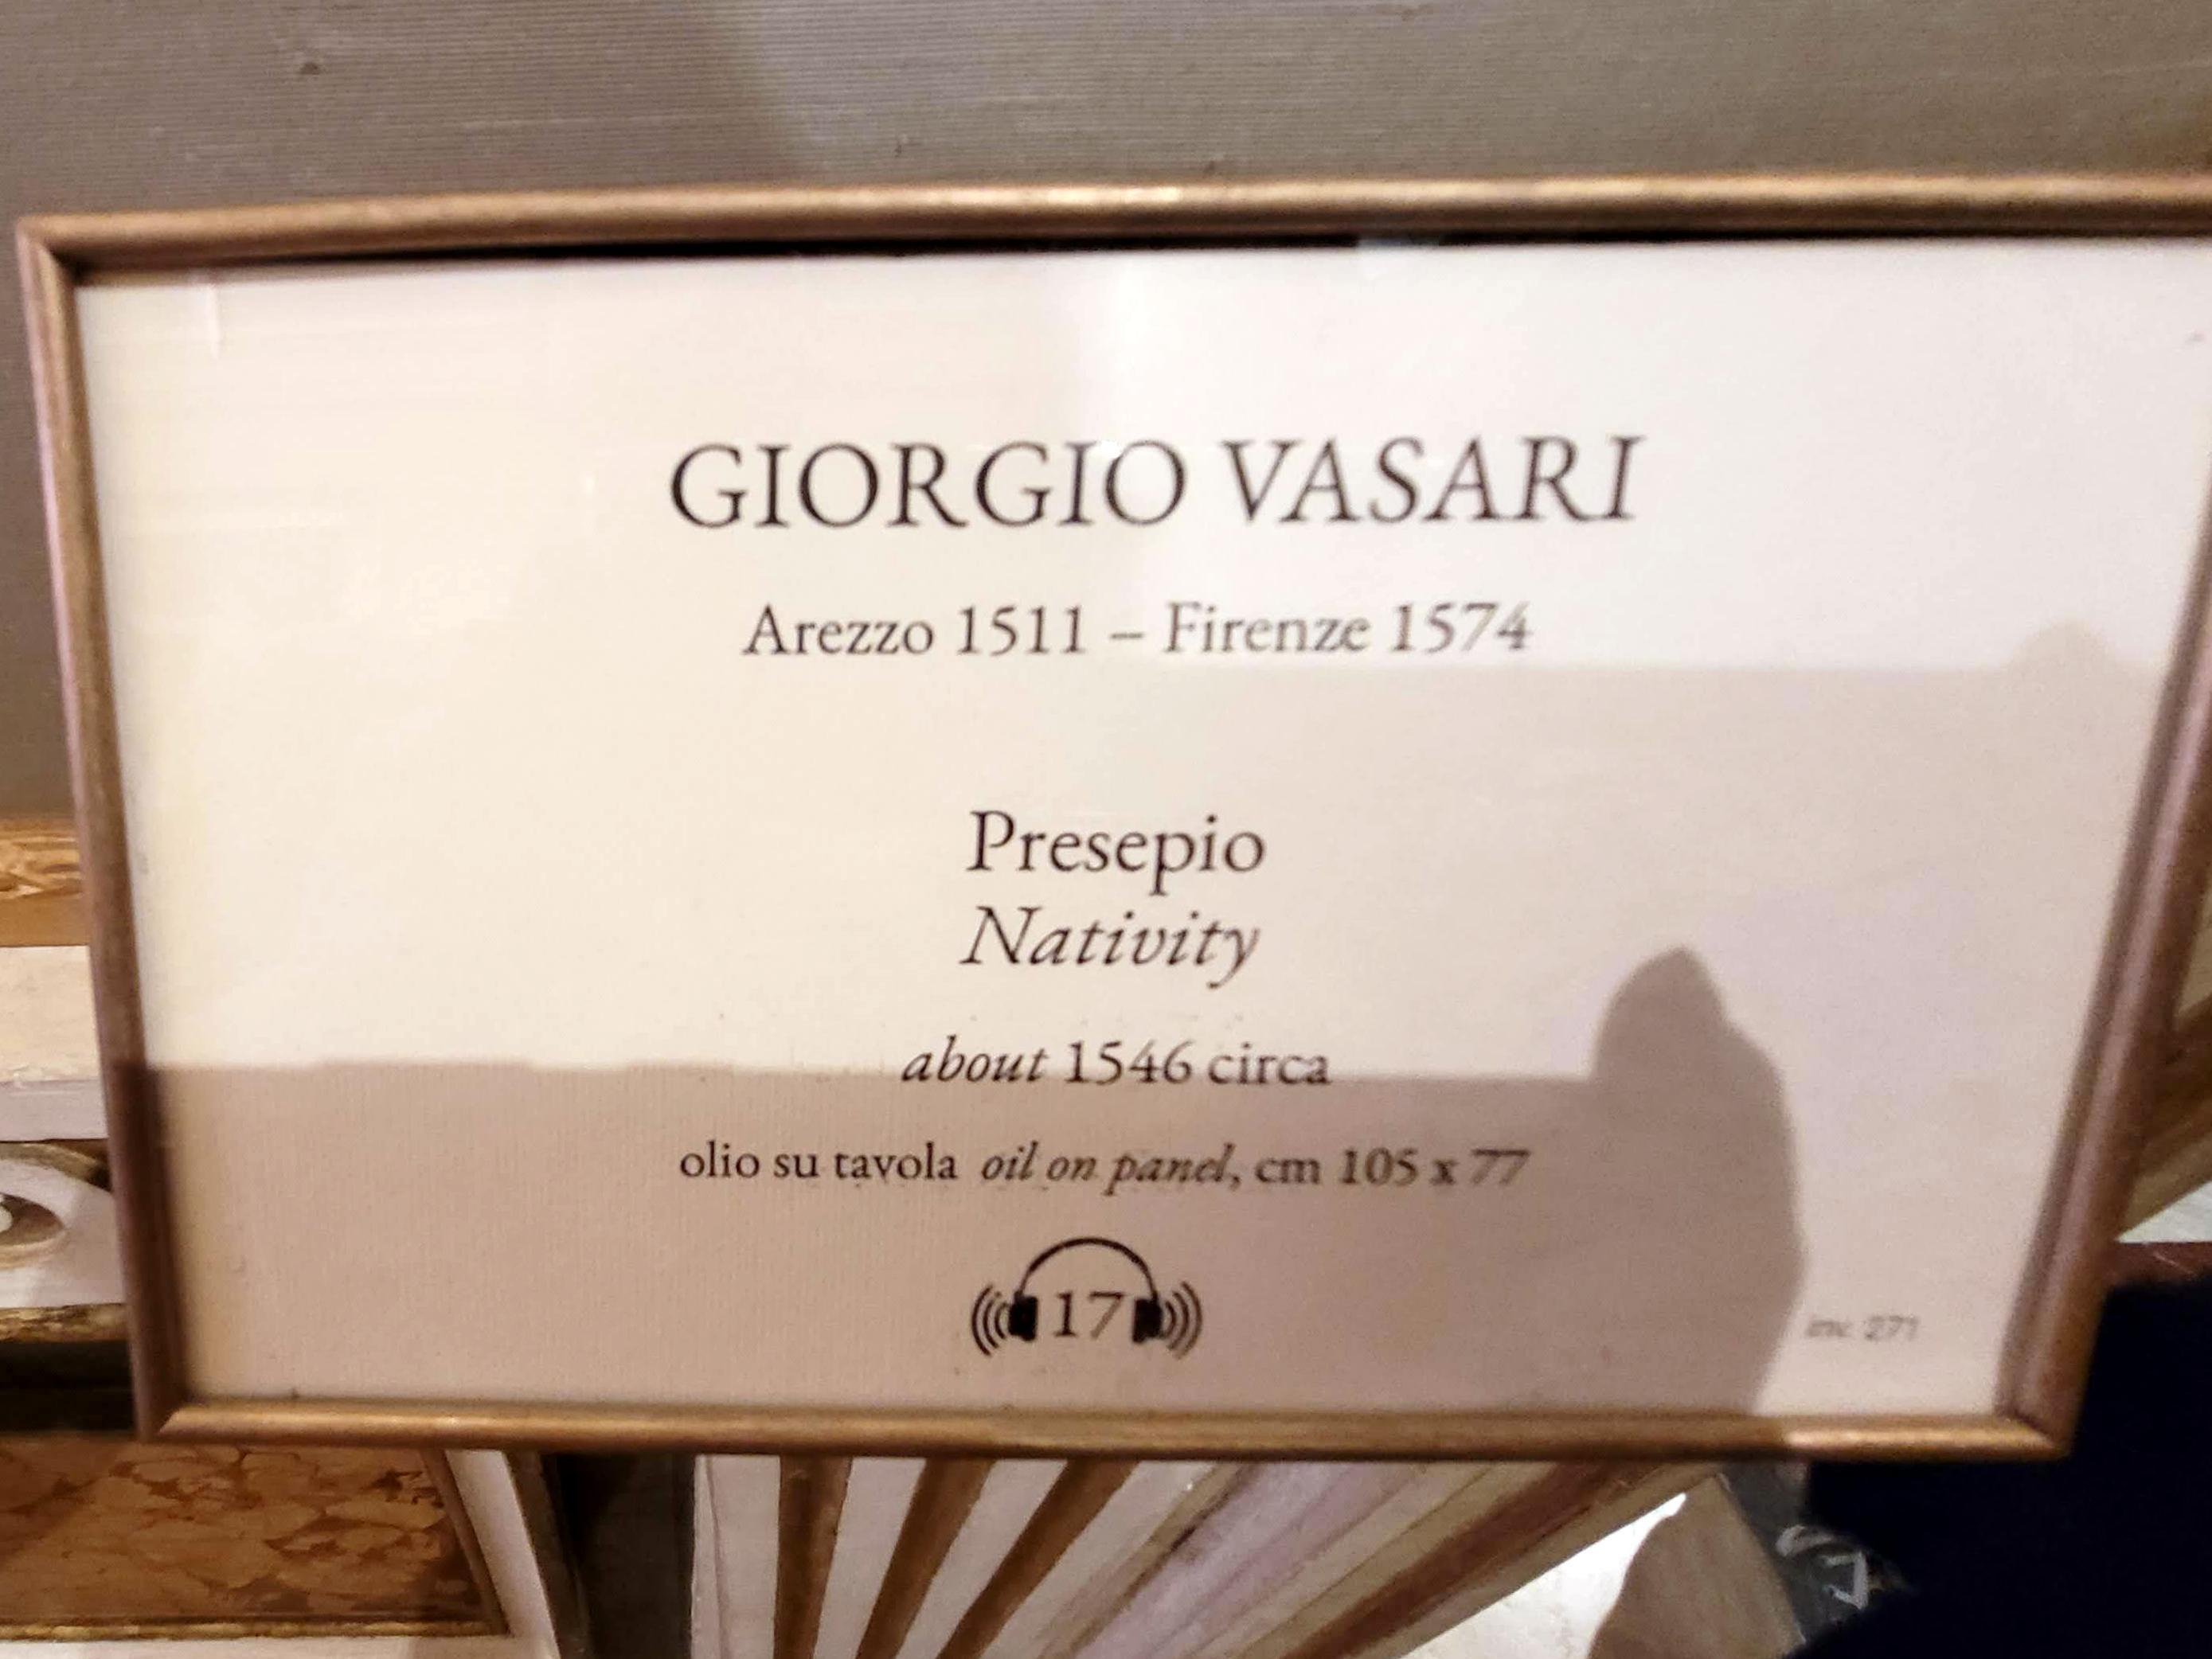 GIORGIO VASARI
Arezzo 1511 – Firenze 1574
Presepio
Nativity
about 1546 circa
olio su tavola oil on panel, cm 105 x 77
17
inv. 271